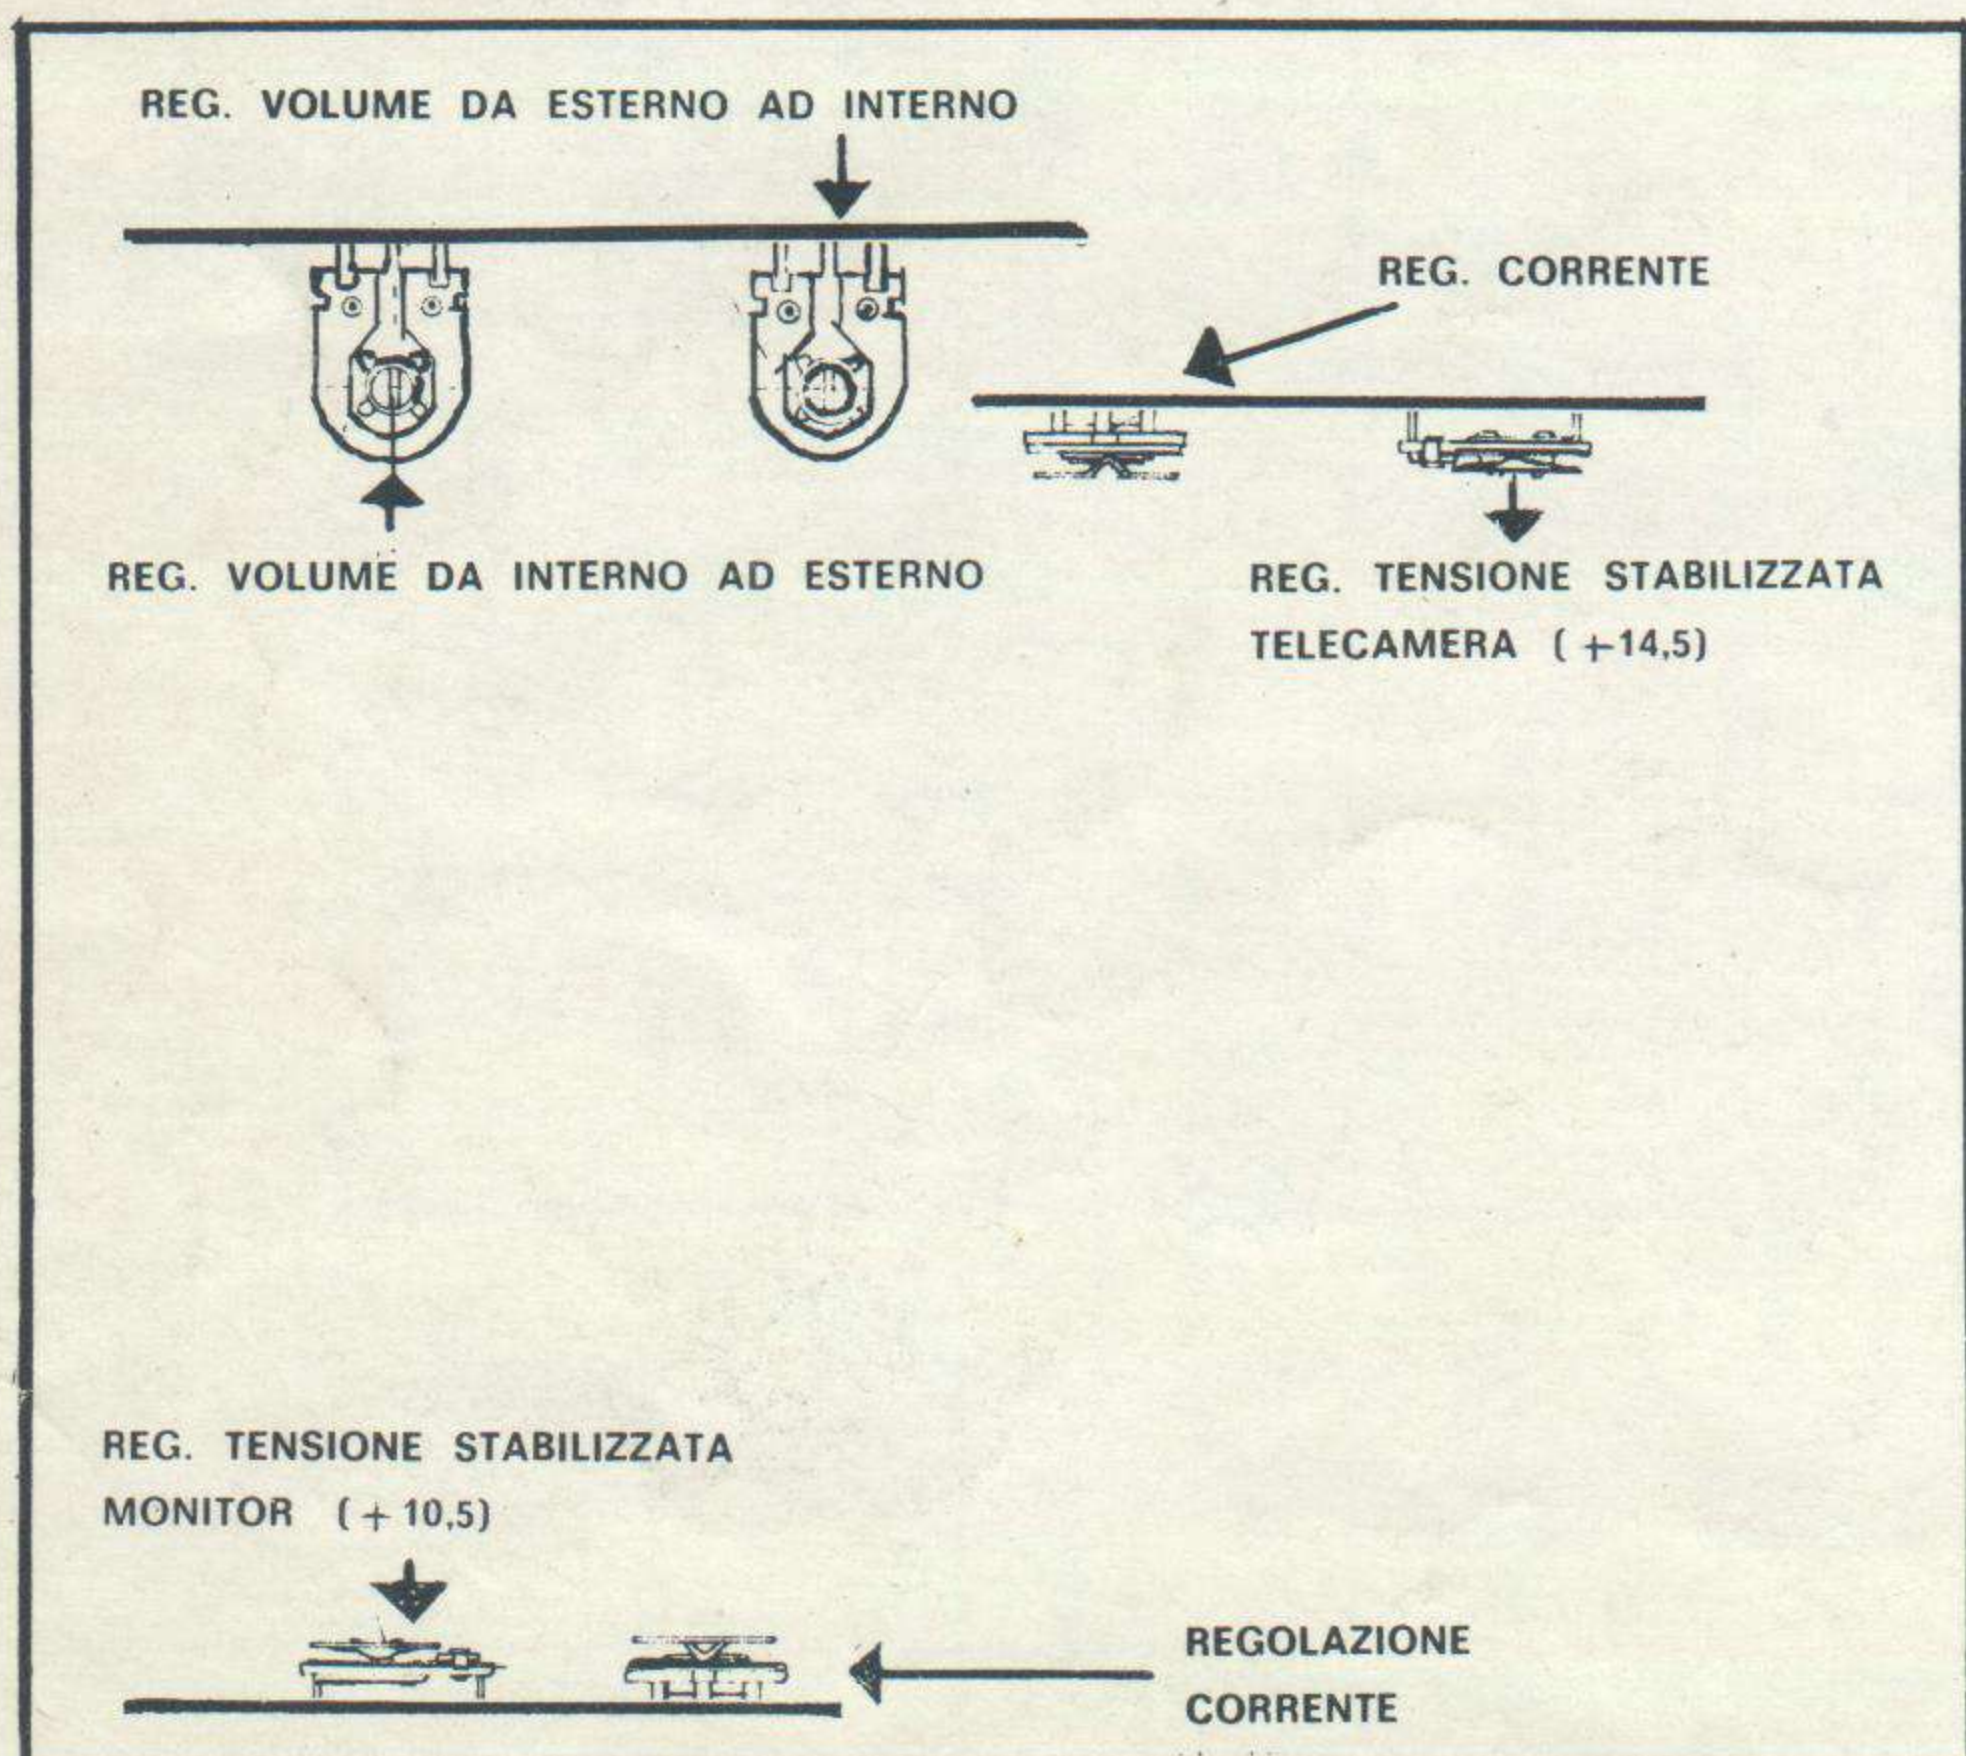 REG. VOLUME DA ESTERNO AD INTERNO
REG. CORRENTE
REG. VOLUME DA INTERNO AD ESTERNO
REG. TENSIONE STABILIZZATA
TELECAMERA ( +14,5)
REG. TENSIONE STABILIZZATA
MONITOR (+ 10,5)
REGOLAZIONE
CORRENTE